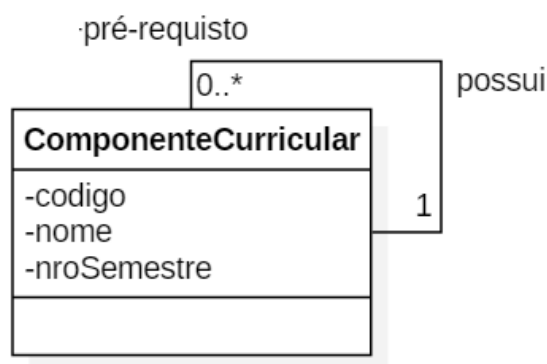 -pré-requisto
0..*
possui
ComponenteCurricular
-codigo
-nome
1
-nroSemestre